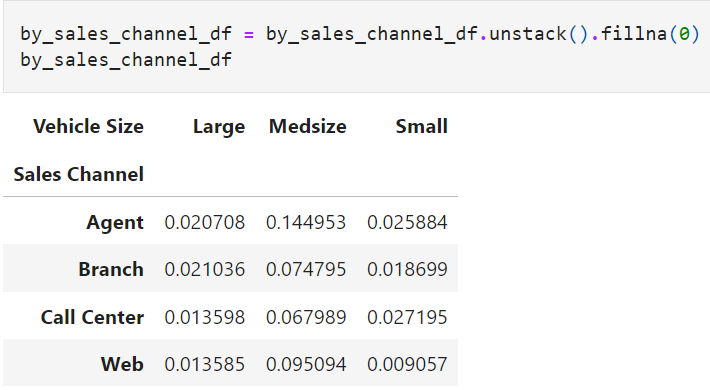 by_sales_channel_df = by_sales_channel_df.unstack().fillna(0)
by_sales_channel_df
Vehicle Size Large Medsize Small
Sales Channel
Agent 0.020708 0.144953 0.025884
Branch 0.021036 0.074795 0.018699
Call Center 0.013598 0.067989 0.027195
Web 0.013585 0.095094 0.009057